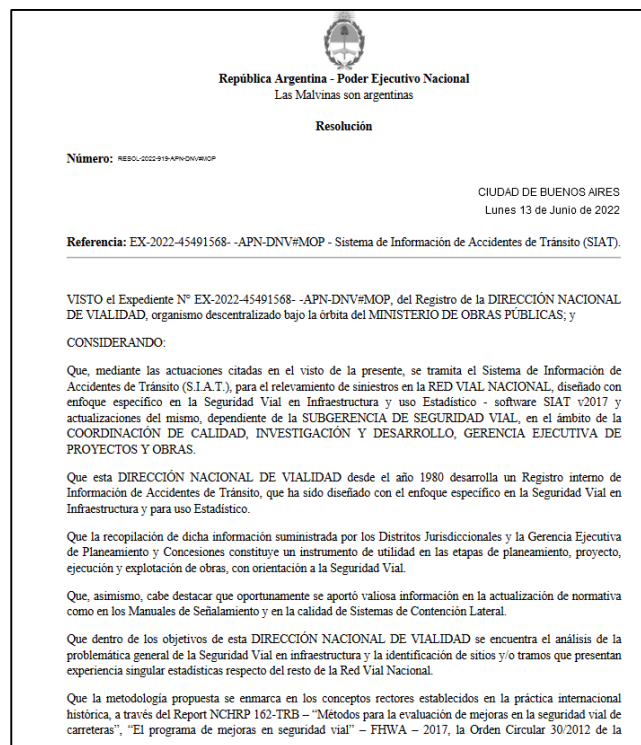 República Argentina - Poder Ejecutivo Nacional
Las Malvinas son argentinas
Resolución
Número: RESOL-2022-919-APN-DNV#MOP
CIUDAD DE BUENOS AIRES
Lunes 13 de Junio de 2022
Referencia: EX-2022-45491568- -APN-DNV#MOP - Sistema de Información de Accidentes de Tránsito (SIAT).
VISTO el Expediente N° EX-2022-45491568- -APN-DNV#MOP, del Registro de la DIRECCIÓN NACIONAL
DE VIALIDAD, organismo descentralizado bajo la órbita del MINISTERIO DE OBRAS PÚBLICAS; y
CONSIDERANDO:
Que, mediante las actuaciones citadas en el visto de la presente, se tramita el Sistema de Información de
Accidentes de Tránsito (S.I.A.T.), para el relevamiento de siniestros en la RED VIAL NACIONAL, diseñado con
enfoque específico en la Seguridad Vial en Infraestructura y uso Estadístico - software SIAT v2017 y
actualizaciones del mismo, dependiente de la SUBGERENCIA DE SEGURIDAD VIAL, en el ámbito de la
COORDINACIÓN DE CALIDAD, INVESTIGACIÓN Y DESARROLLO, GERENCIA EJECUTIVA DE
PROYECTOS Y OBRAS.
Que esta DIRECCIÓN NACIONAL DE VIALIDAD desde el año 1980 desarrolla un Registro interno de
Información de Accidentes de Tránsito, que ha sido diseñado con el enfoque específico en la Seguridad Vial en
Infraestructura y para uso Estadístico.
Que la recopilación de dicha información suministrada por los Distritos Jurisdiccionales y la Gerencia Ejecutiva
de Planeamiento y Concesiones constituye un instrumento de utilidad en las etapas de planeamiento, proyecto,
ejecución y explotación de obras, con orientación a la Seguridad Vial.
Que, asimismo, cabe destacar que oportunamente se aportó valiosa información en la actualización de normativa
como en los Manuales de Señalamiento y en la calidad de Sistemas de Contención Lateral.
Que dentro de los objetivos de esta DIRECCIÓN NACIONAL DE VIALIDAD se encuentra el análisis de la
problemática general de la Seguridad Vial en infraestructura y la identificación de sitios y/o tramos que presentan
experiencia singular estadísticas respecto del resto de la Red Vial Nacional.
Que la metodología propuesta se enmarca en los conceptos rectores establecidos en la práctica internacional
histórica, a través del Report NCHRP 162-TRB – “Métodos para la evaluación de mejoras en la seguridad vial de
carreteras”, “El programa de mejoras en seguridad vial” – FHWA – 2017, la Orden Circular 30/2012 de la